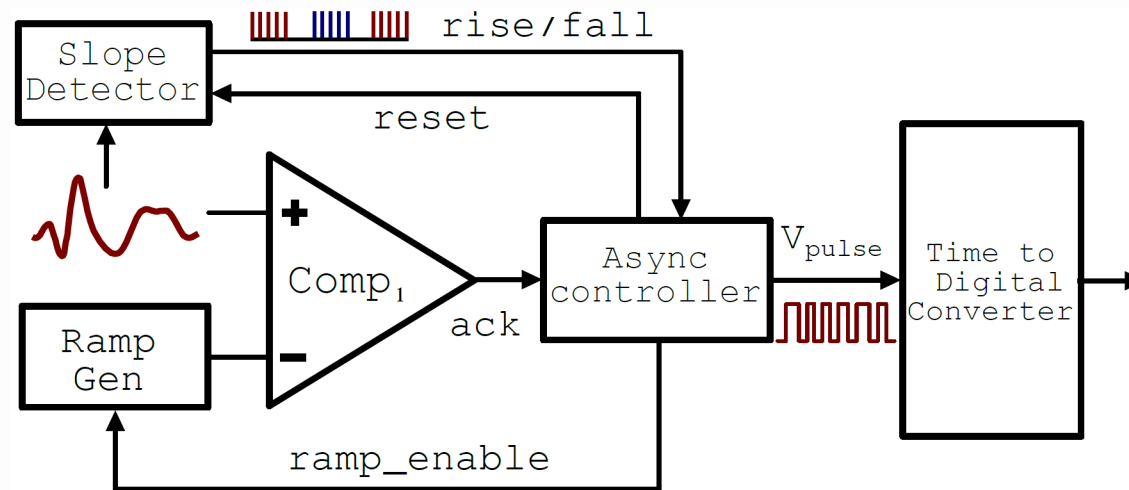 Slope
Detector
rise/fall
reset
+
Comp₁
-
ack
Ramp
Gen
ramp_enable
Async
controller
Vpulse
Time to
Digital
Converter